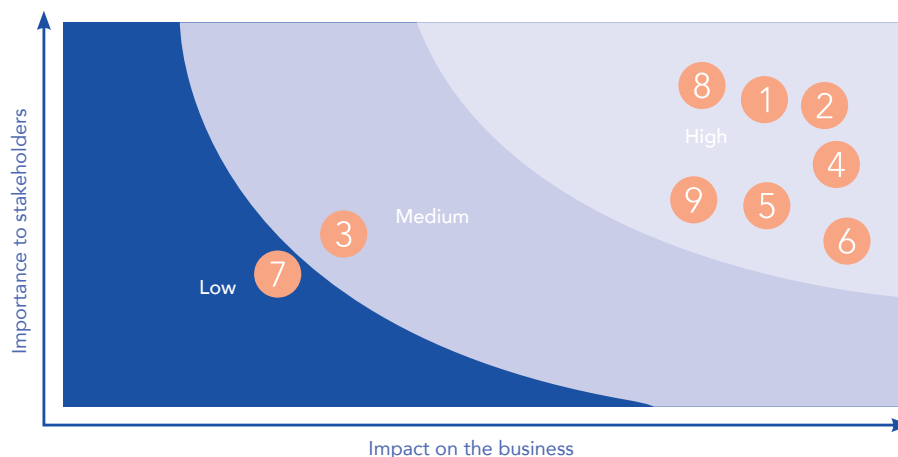 Importance to stakeholders
8
1
2
High
4
9
5
Medium
3
6
7
Low
Impact on the business